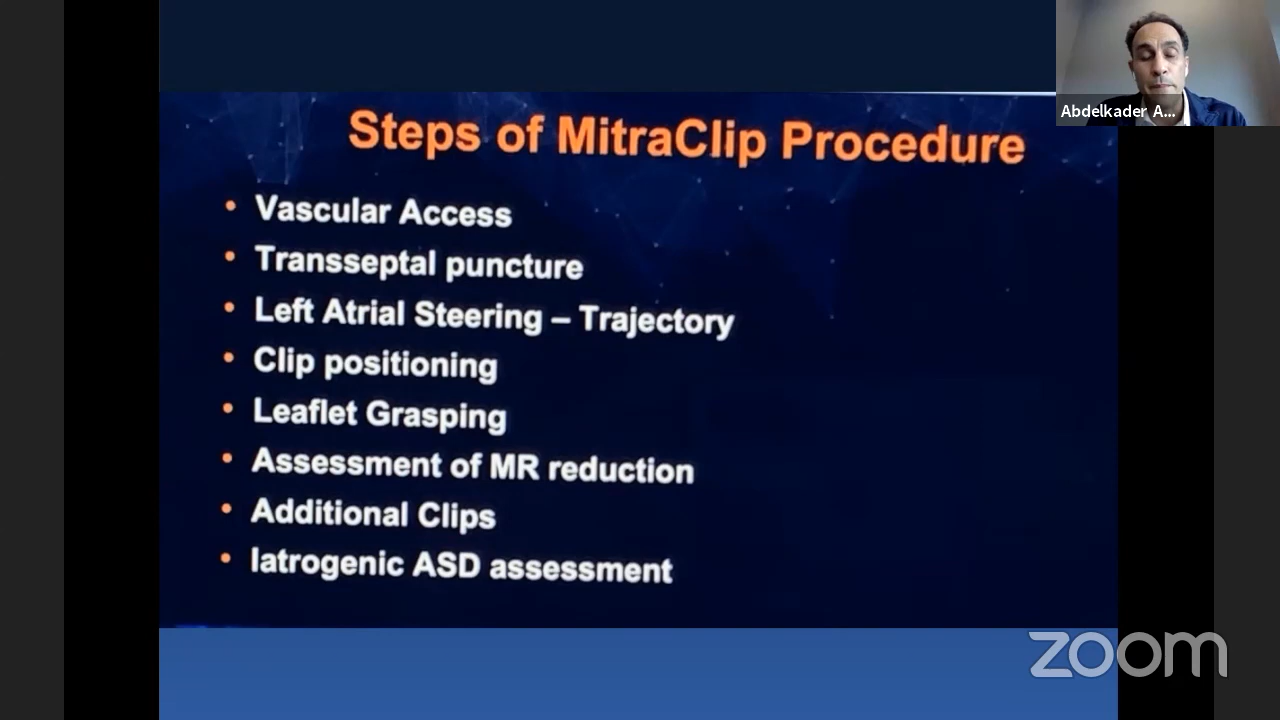 Steps of MitraClip Procedure
• Vascular Access
• Transseptal puncture
• Left Atrial Steering – Trajectory
• Clip positioning
• Leaflet Grasping
• Assessment of MR reduction
• Additional Clips
• Iatrogenic ASD assessment
Abdelkader A...
zoom